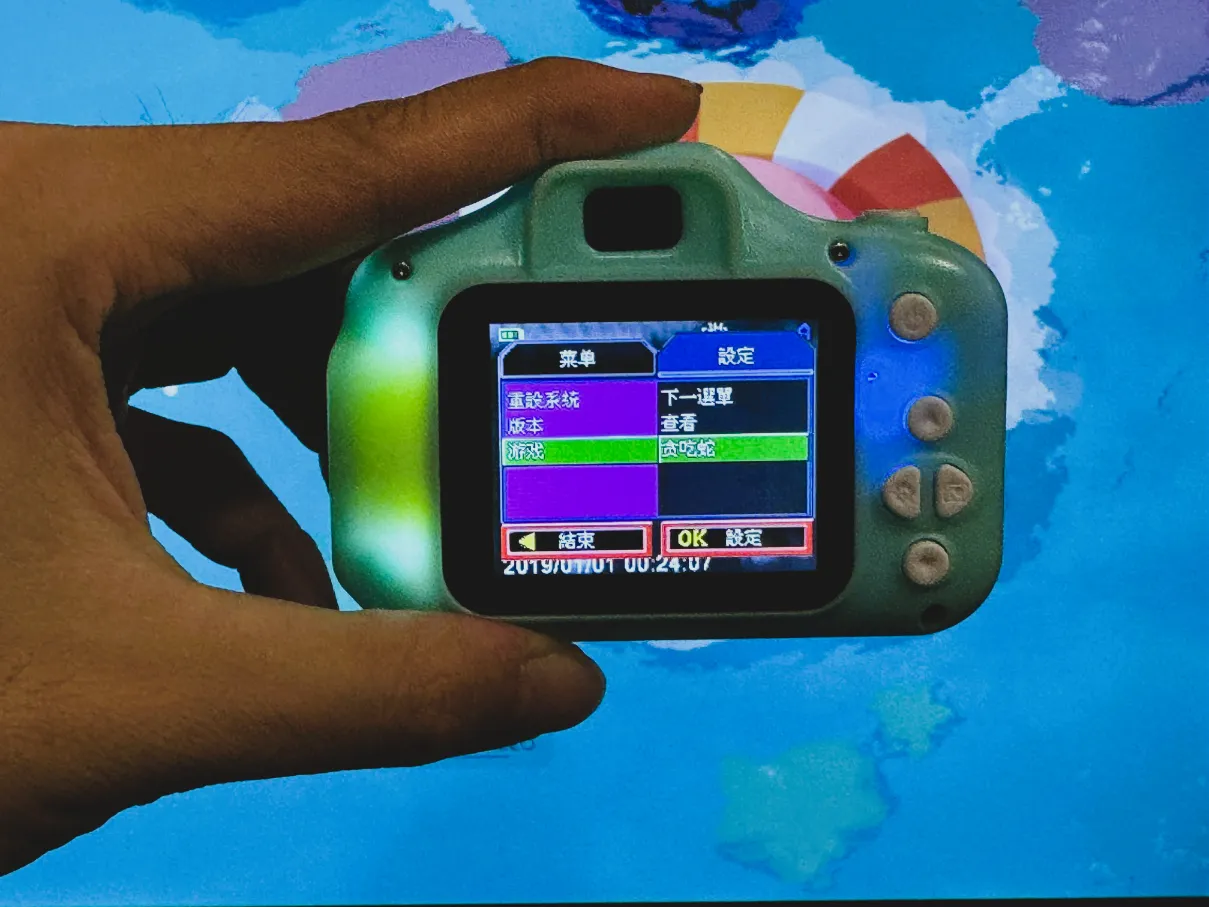 菜单 設定
重設系統 下一選單
版本 查看
游戏 贪吃蛇
結束 OK 設定
2019/01/01 00:24:07